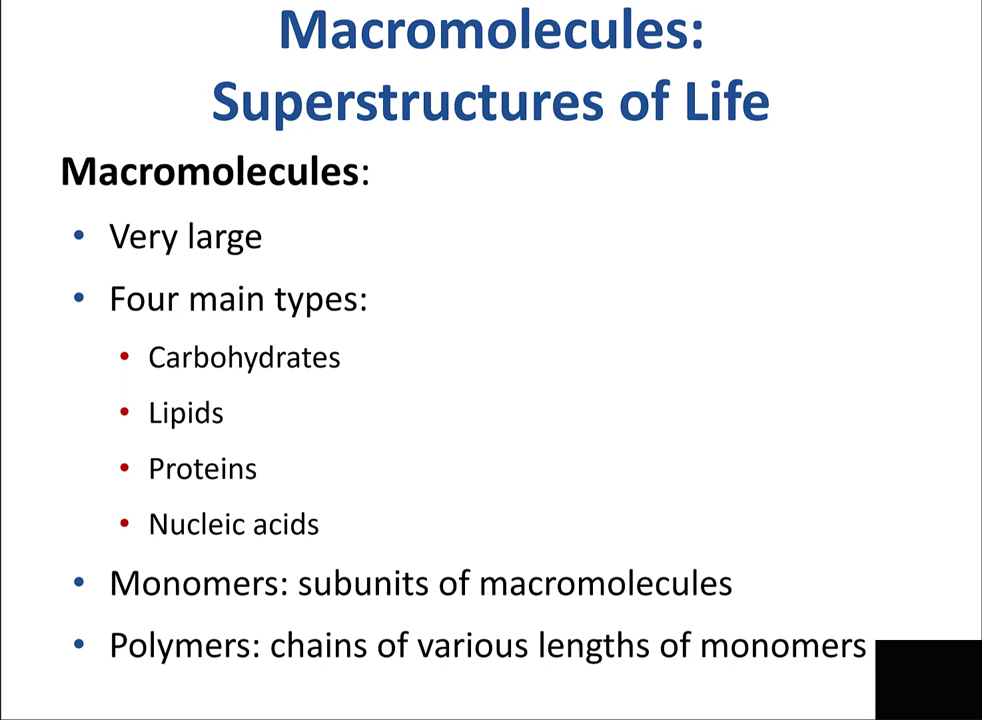 Macromolecules:
Superstructures of Life
Macromolecules:
• Very large
• Four main types:
• Carbohydrates
• Lipids
• Proteins
• Nucleic acids
• Monomers: subunits of macromolecules
• Polymers: chains of various lengths of monomers